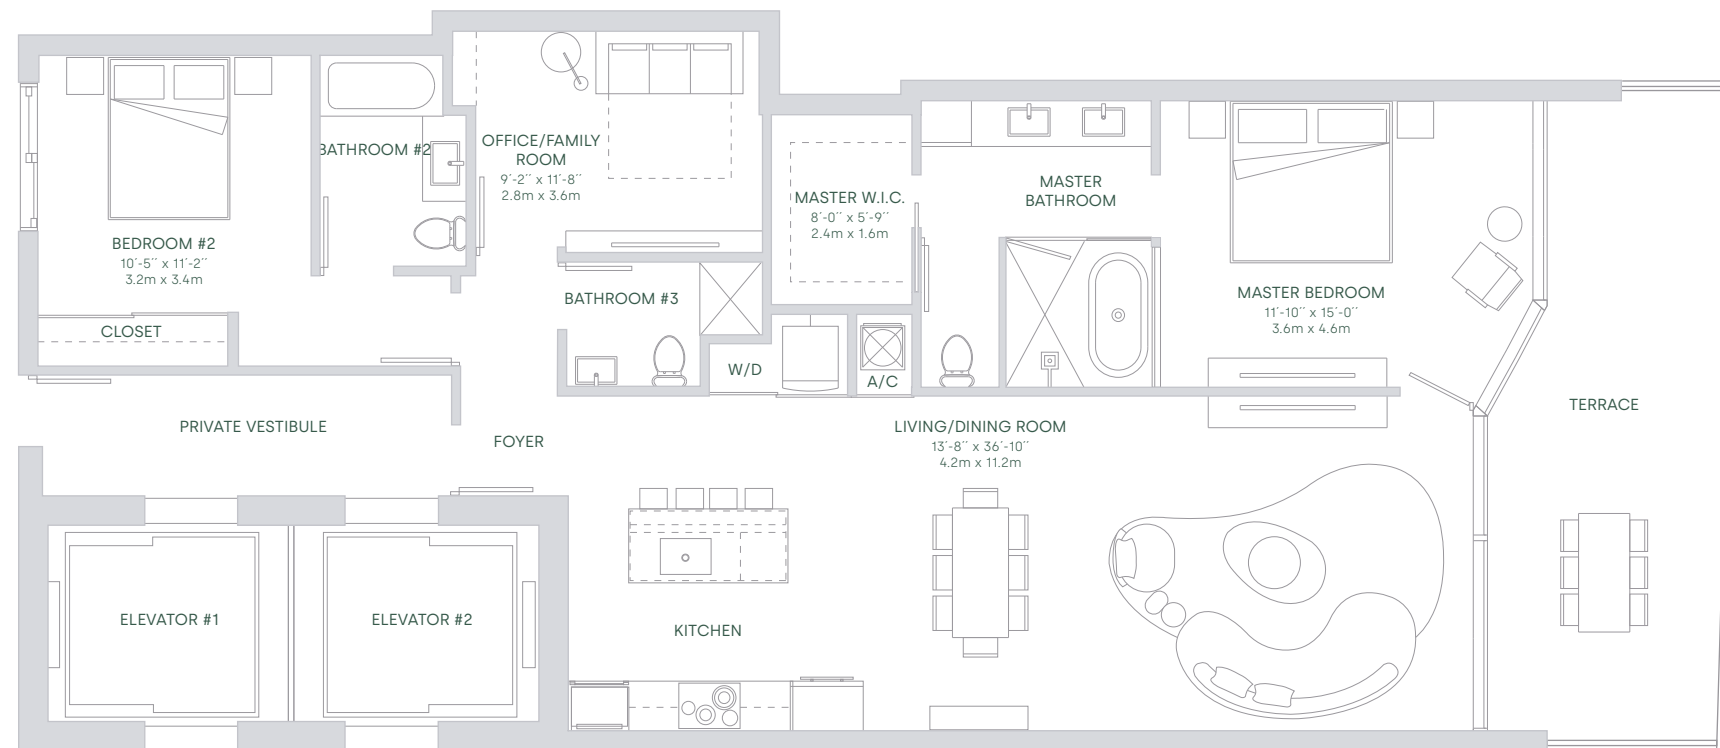 BATHROOM #2
OFFICE/FAMILY
ROOM
9´-2´´ x 11´-8´´
2.8m x 3.6m
MASTER W.I.C.
8´-0´´ x 5´-9´´
2.4m x 1.6m
MASTER
BATHROOM
BEDROOM #2
10´-5´´ x 11´-2´´
3.2m x 3.4m
BATHROOM #3
MASTER BEDROOM
11´-10´´ x 15´-0´´
3.6m x 4.6m
CLOSET
W/D
A/C
TERRACE
PRIVATE VESTIBULE
FOYER
LIVING/DINING ROOM
13´-8´´ x 36´-10´´
4.2m x 11.2m
ELEVATOR #1
ELEVATOR #2
KITCHEN